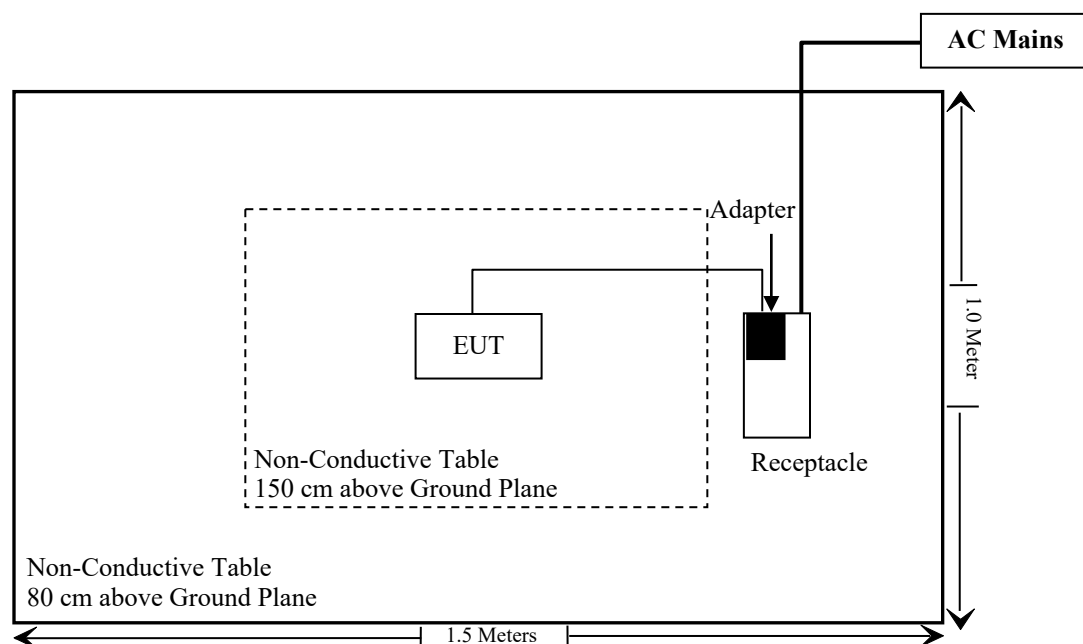 AC Mains
Adapter
EUT
1.0 Meter
Non-Conductive Table
150 cm above Ground Plane
Receptacle
Non-Conductive Table
80 cm above Ground Plane
1.5 Meters